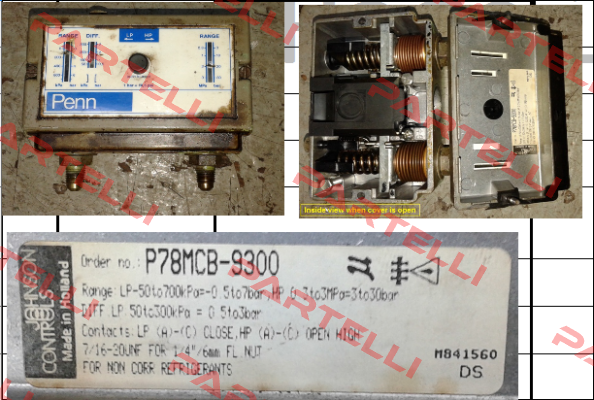 RANGE DIFF. LP HP RANGE
Penn
Inside view when cover is open
JOHNSON
CONTROLS
Made in Holland
Order no.: P78MCB-9300
Range: LP-50to700kPa=-0.5to7bar, HP 0.3to3MPa=3to30bar
DIFF LP 50to300kPa = 0.5to3bar
Contacts: LP (A)-(C) CLOSE, HP (A)-(C) OPEN HIGH
7/16-20UNF FOR 1/4"/6mm FL NUT
FOR NON CORR REFRIGERANTS
M841560
DS
PARTELLI